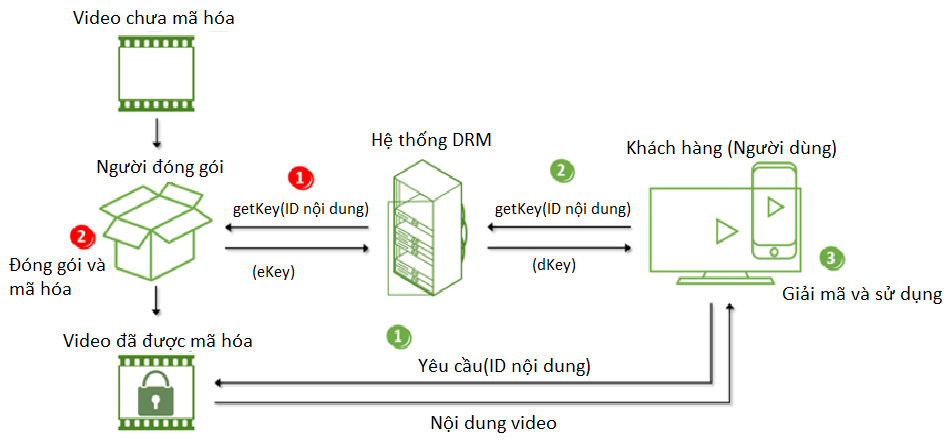 Video chưa mã hóa
Người đóng gói
Hệ thống DRM
Khách hàng (Người dùng)
1
2
getKey(ID nội dung)
getKey(ID nội dung)
2
3
Đóng gói và
mã hóa
(eKey)
(dKey)
Giải mã và sử dụng
Video đã được mã hóa
1
Yêu cầu(ID nội dung)
Nội dung video